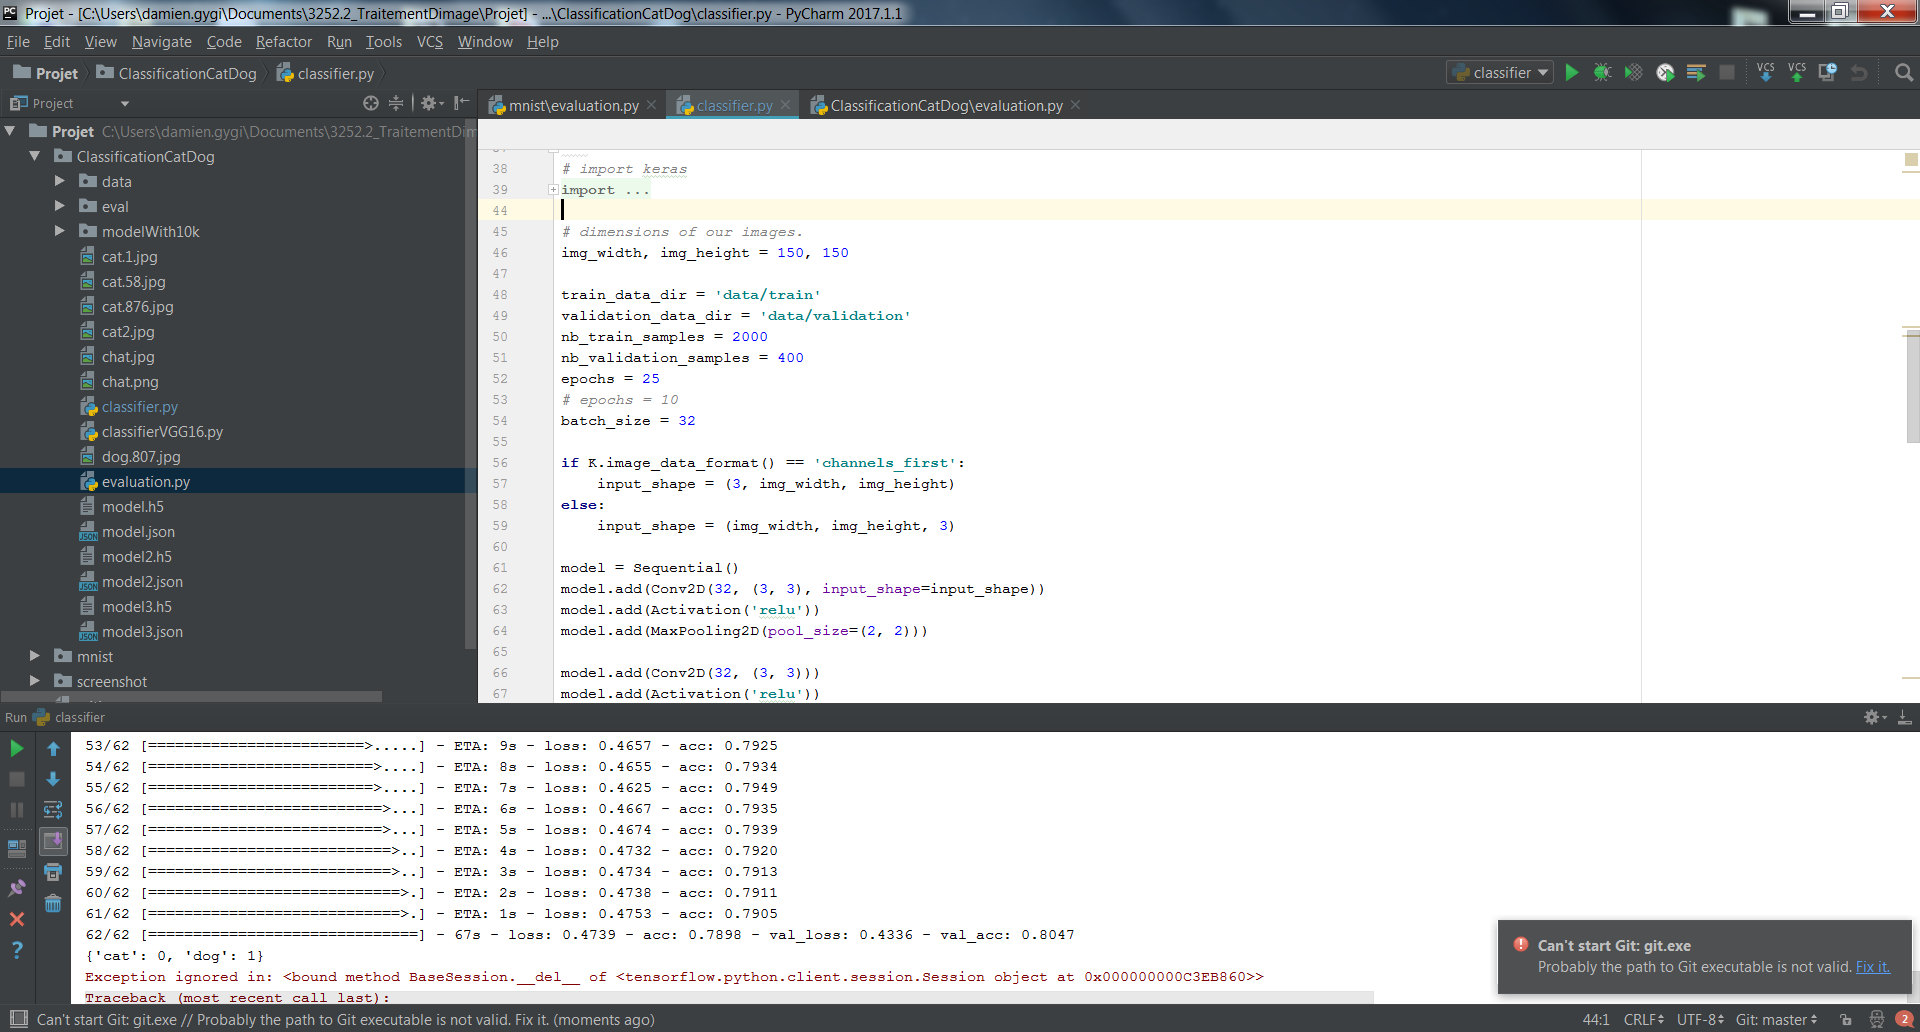 Projet - [C:\Users\damien.gygi\Documents\3252.2_TraitementDimage\Projet] - ...\ClassificationCatDog\classifier.py - PyCharm 2017.1.1
File Edit View Navigate Code Refactor Run Tools VCS Window Help
Projet ClassificationCatDog classifier.py classifier VCS VCS
Project
mnist\evaluation.py classifier.py ClassificationCatDog\evaluation.py
Projet C:\Users\damien.gygi\Documents\3252.2_TraitementDim
ClassificationCatDog
data
eval
modelWith10k
cat.1.jpg
cat.58.jpg
cat.876.jpg
cat2.jpg
chat.jpg
chat.png
classifier.py
classifierVGG16.py
dog.807.jpg
evaluation.py
model.h5
model.json
model2.h5
model2.json
model3.h5
model3.json
mnist
screenshot
38 # import keras
39 import ...
44
45 # dimensions of our images.
46 img_width, img_height = 150, 150
47
48 train_data_dir = 'data/train'
49 validation_data_dir = 'data/validation'
50 nb_train_samples = 2000
51 nb_validation_samples = 400
52 epochs = 25
53 # epochs = 10
54 batch_size = 32
55
56 if K.image_data_format() == 'channels_first':
57 input_shape = (3, img_width, img_height)
58 else:
59 input_shape = (img_width, img_height, 3)
60
61 model = Sequential()
62 model.add(Conv2D(32, (3, 3), input_shape=input_shape))
63 model.add(Activation('relu'))
64 model.add(MaxPooling2D(pool_size=(2, 2)))
65
66 model.add(Conv2D(32, (3, 3)))
67 model.add(Activation('relu'))
Run classifier
53/62 [========================>.....] - ETA: 9s - loss: 0.4657 - acc: 0.7925
54/62 [=========================>....] - ETA: 8s - loss: 0.4655 - acc: 0.7934
55/62 [=========================>....] - ETA: 7s - loss: 0.4625 - acc: 0.7949
56/62 [==========================>...] - ETA: 6s - loss: 0.4667 - acc: 0.7935
57/62 [==========================>...] - ETA: 5s - loss: 0.4674 - acc: 0.7939
58/62 [===========================>..] - ETA: 4s - loss: 0.4732 - acc: 0.7920
59/62 [===========================>..] - ETA: 3s - loss: 0.4734 - acc: 0.7913
60/62 [============================>.] - ETA: 2s - loss: 0.4738 - acc: 0.7911
61/62 [============================>.] - ETA: 1s - loss: 0.4753 - acc: 0.7905
62/62 [==============================] - 67s - loss: 0.4739 - acc: 0.7898 - val_loss: 0.4336 - val_acc: 0.8047
{'cat': 0, 'dog': 1}
Exception ignored in: <bound method BaseSession.__del__ of <tensorflow.python.client.session.Session object at 0x000000000C3EB860>>
Traceback (most recent call last):
Can't start Git: git.exe
Probably the path to Git executable is not valid. Fix it.
Can't start Git: git.exe // Probably the path to Git executable is not valid. Fix it. (moments ago) 44:1 CRLF UTF-8 Git: master 2